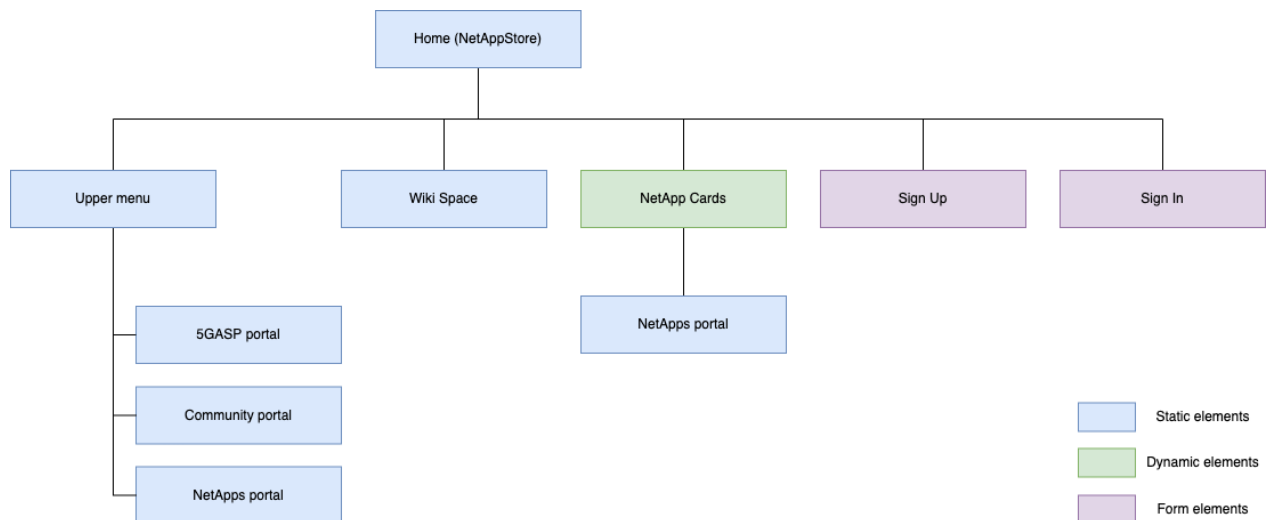 Home (NetAppStore)
Upper menu
Wiki Space
NetApp Cards
Sign Up
Sign In
5GASP portal
Community portal
NetApps portal
NetApps portal
Static elements
Dynamic elements
Form elements